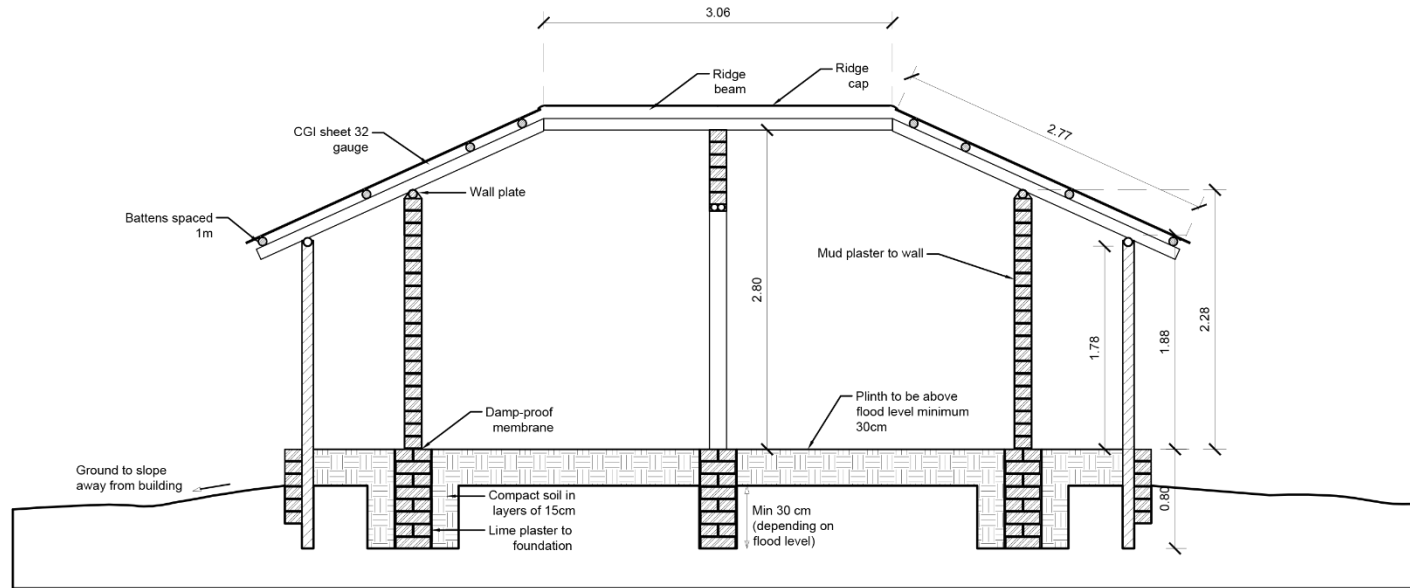 3.06
Ridge
beam
Ridge
cap
CGI sheet 32
gauge
2.77
Wall plate
Battens spaced
1m
Mud plaster to wall
2.80
1.78
1.88
2.28
Damp-proof
membrane
Plinth to be above
flood level minimum
30cm
Ground to slope
away from building
Compact soil in
layers of 15cm
Lime plaster to
foundation
Min 30 cm
(depending on
flood level)
0.80